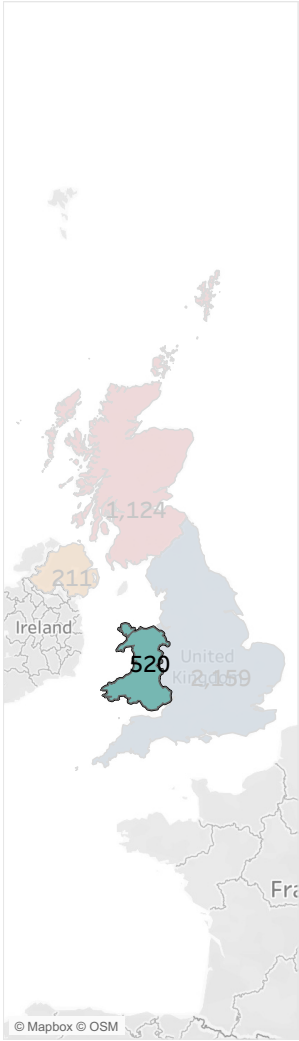 1,124
211
Ireland
520
United
Kingdom
2,159
Fra
© Mapbox © OSM